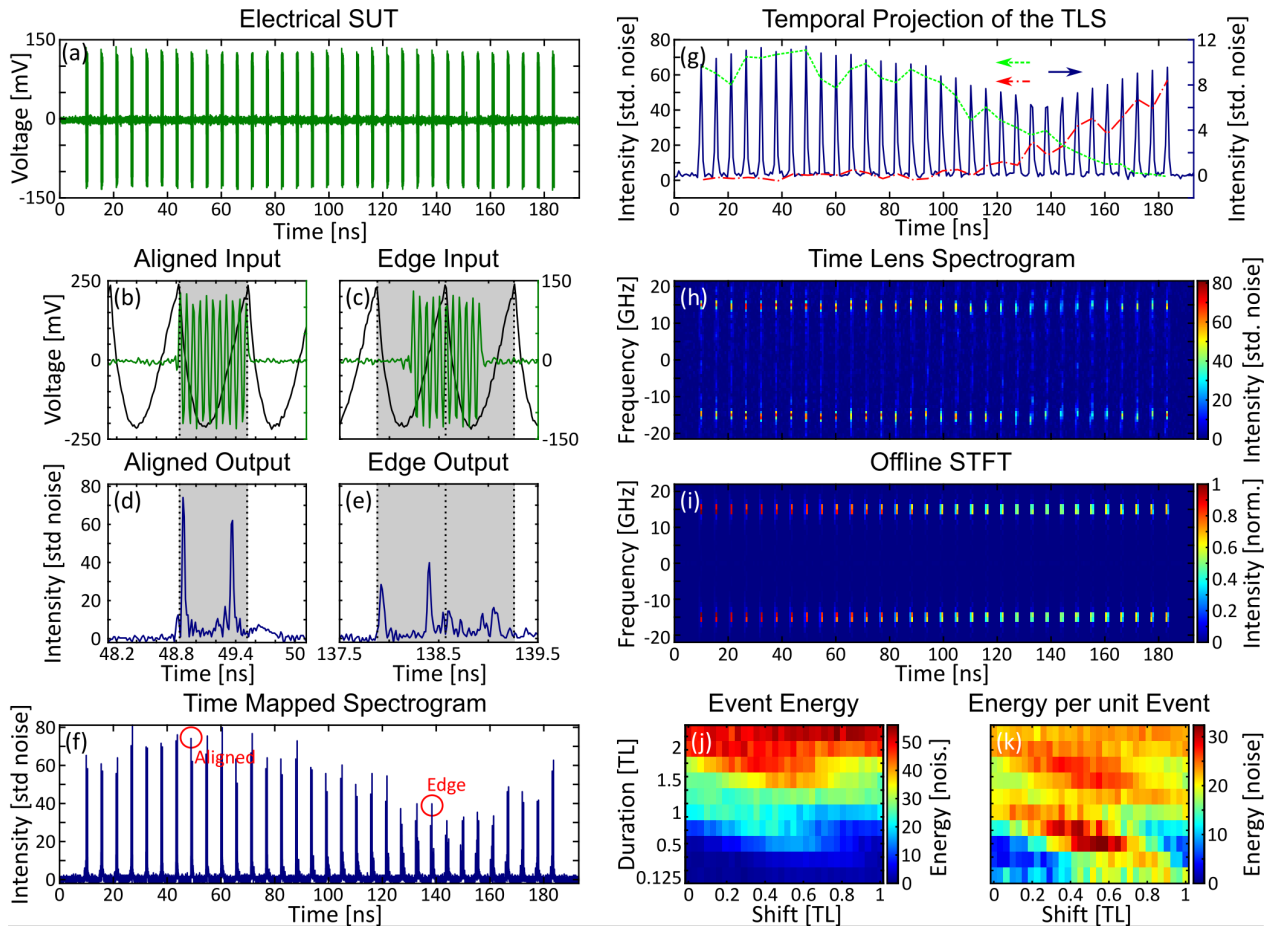 Electrical SUT
(a)
Voltage [mV]
150
0
-150
0 20 40 60 80 100 120 140 160 180
Time [ns]
Temporal Projection of the TLS
(g)
Intensity [std. noise]
80
60
40
20
0
12
8
4
0
Intensity [std. noise]
0 20 40 60 80 100 120 140 160 180
Time [ns]
Aligned Input
(b)
Voltage [mV]
250
0
-250
Edge Input
(c)
150
0
-150
Time Lens Spectrogram
(h)
Frequency [GHz]
20
10
0
-10
-20
80
60
40
20
0
Intensity [std. noise]
Aligned Output
(d)
Intensity [std noise]
80
60
40
20
0
48.2 48.8 49.4 50
Time [ns]
Edge Output
(e)
137.5 138.5 139.5
Time [ns]
Offline STFT
(i)
Frequency [GHz]
20
10
0
-10
-20
0 20 40 60 80 100 120 140 160 180
Time [ns]
1
0.8
0.6
0.4
0.2
0
Intensity [norm.]
Time Mapped Spectrogram
(f)
Intensity [std noise]
80
60
40
20
0
Aligned
Edge
0 20 40 60 80 100 120 140 160 180
Time [ns]
Event Energy
(j)
Duration [TL]
2
1.5
1
0.5
0.125
0 0.2 0.4 0.6 0.8 1
Shift [TL]
50
40
30
20
10
0
Energy [nois.]
Energy per unit Event
(k)
0 0.2 0.4 0.6 0.8 1
Shift [TL]
30
20
10
0
Energy [nois.]